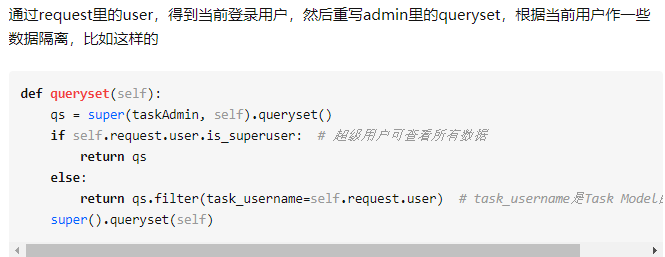 通过request里的user，得到当前登录用户，然后重写admin里的queryset，根据当前用户作一些
数据隔离，比如这样的
def queryset(self):
    qs = super(taskAdmin, self).queryset()
    if self.request.user.is_superuser:  # 超级用户可查看所有数据
        return qs
    else:
        return qs.filter(task_username=self.request.user)  # task_username是Task Model
    super().queryset(self)